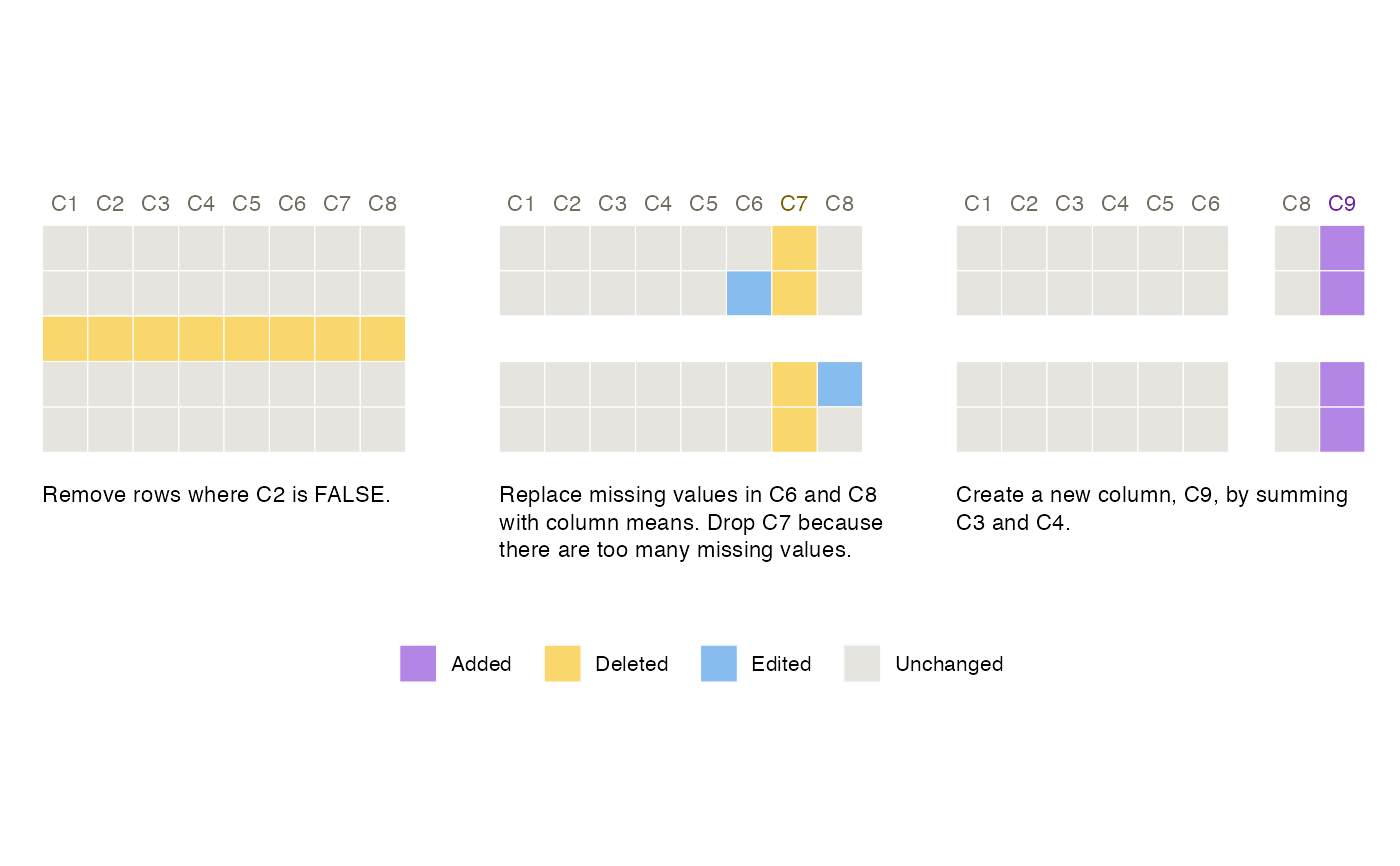 C1 C2 C3 C4 C5 C6 C7 C8
C1 C2 C3 C4 C5 C6 C7 C8
C1 C2 C3 C4 C5 C6 C8 C9
Remove rows where C2 is FALSE.
Replace missing values in C6 and C8
with column means. Drop C7 because
there are too many missing values.
Create a new column, C9, by summing
C3 and C4.
Added Deleted Edited Unchanged